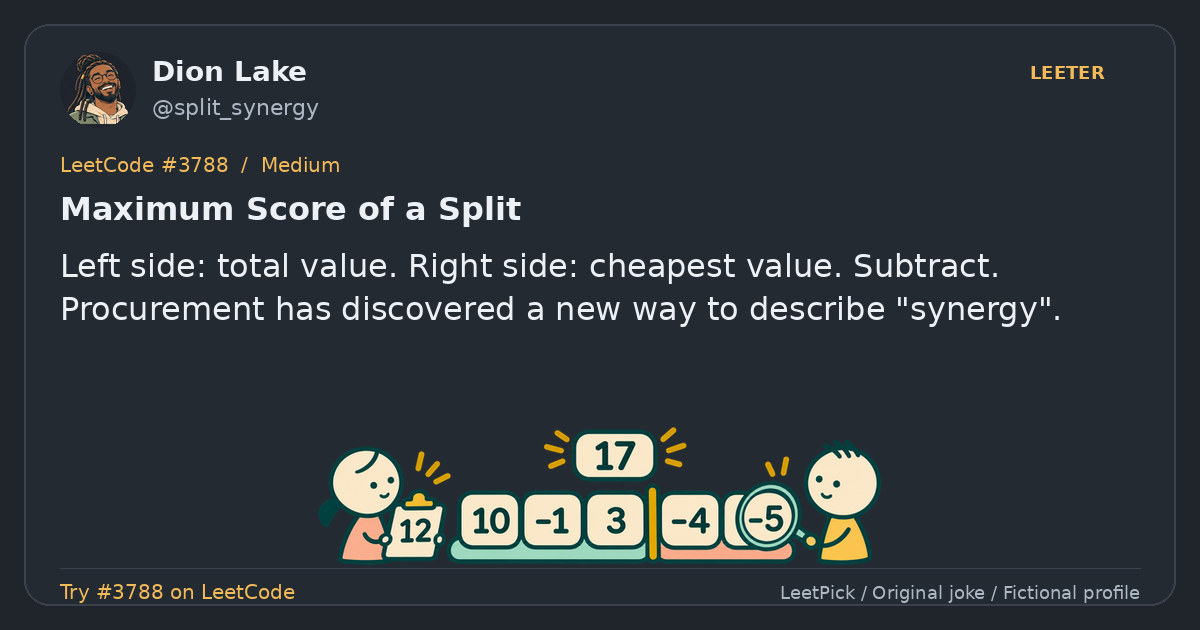 Dion Lake
@split_synergy
LEETER
LeetCode #3788 / Medium
Maximum Score of a Split
Left side: total value. Right side: cheapest value. Subtract.
Procurement has discovered a new way to describe "synergy".
17
12
10 −1 3 −4 −5
Try #3788 on LeetCode
LeetPick / Original joke / Fictional profile